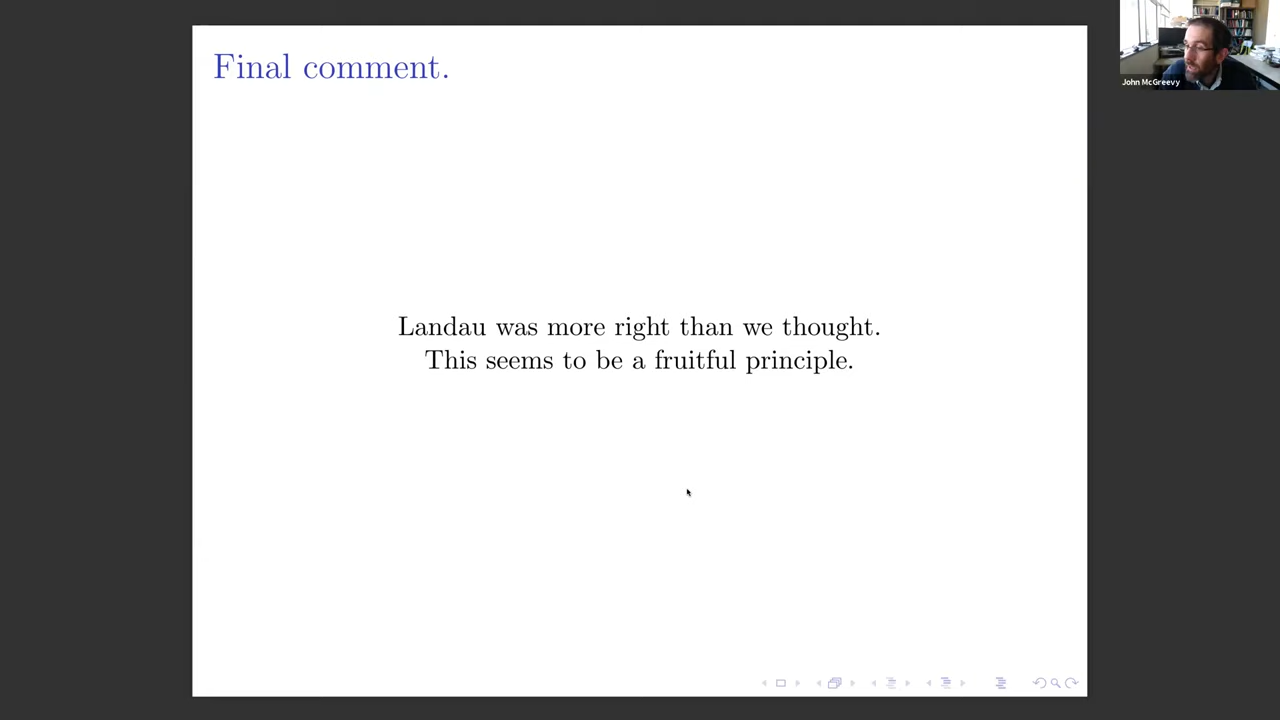 Final comment.
John McGreevy
Landau was more right than we thought.
This seems to be a fruitful principle.